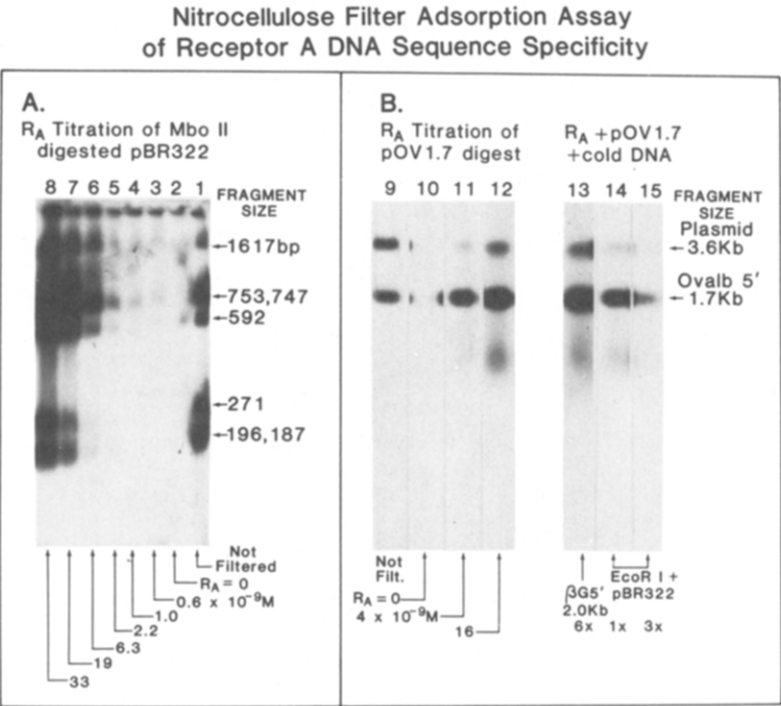 Nitrocellulose Filter Adsorption Assay
of Receptor A DNA Sequence Specificity
A.
RA Titration of Mbo II
digested pBR322
8 7 6 5 4 3 2 1 FRAGMENT
SIZE
←1617bp
←753,747
←592
←271
←196,187
Not
Filtered
RA = 0
0.6 x 10⁻⁹M
1.0
2.2
6.3
19
33
B.
RA Titration of
pOV1.7 digest
9 10 11 12
Not
Filt.
RA = 0
4 x 10⁻⁹M
16
RA +pOV1.7
+cold DNA
13 14 15 FRAGMENT
SIZE
Plasmid
←3.6Kb
Ovalb 5'
←1.7Kb
EcoR I +
βG5' pBR322
2.0Kb
6x 1x 3x